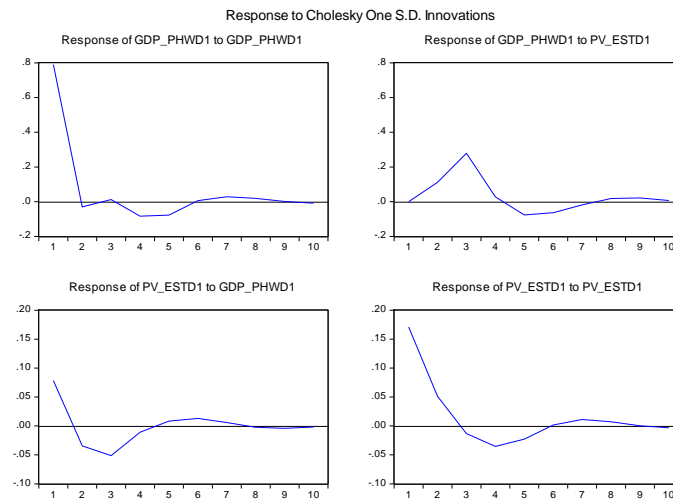 Response to Cholesky One S.D. Innovations
Response of GDP_PHWD1 to GDP_PHWD1
.8
.6
.4
.2
.0
-.2
1 2 3 4 5 6 7 8 9 10
Response of GDP_PHWD1 to PV_ESTD1
.8
.6
.4
.2
.0
-.2
1 2 3 4 5 6 7 8 9 10
Response of PV_ESTD1 to GDP_PHWD1
.20
.15
.10
.05
.00
-.05
-.10
1 2 3 4 5 6 7 8 9 10
Response of PV_ESTD1 to PV_ESTD1
.20
.15
.10
.05
.00
-.05
-.10
1 2 3 4 5 6 7 8 9 10